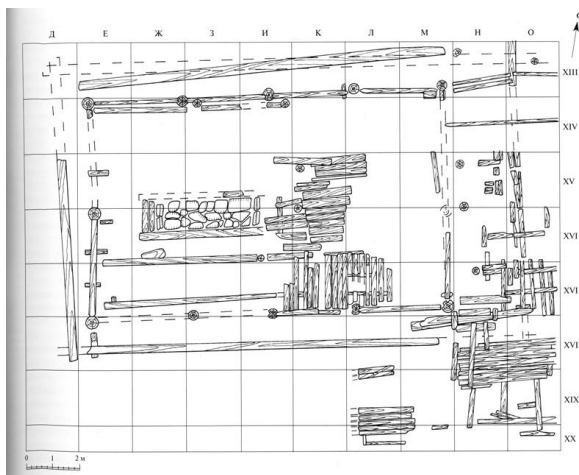 С
Д Е Ж З И К Л М Н О
XIII
XIV
XV
XVI
XVI
XVI
XIX
XX
0 1 2 м